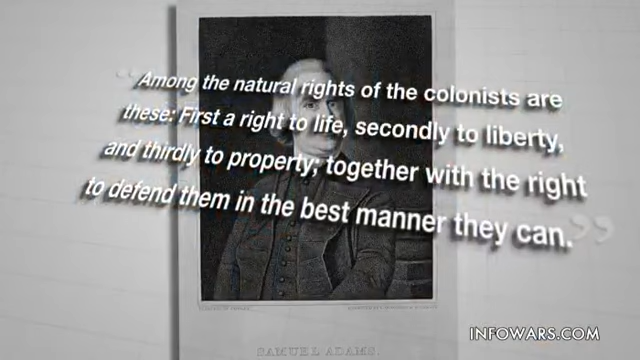 “Among the natural rights of the colonists are
these: First a right to life, secondly to liberty,
and thirdly to property; together with the right
to defend them in the best manner they can.”
SAMUEL ADAMS.
INFOWARS.COM